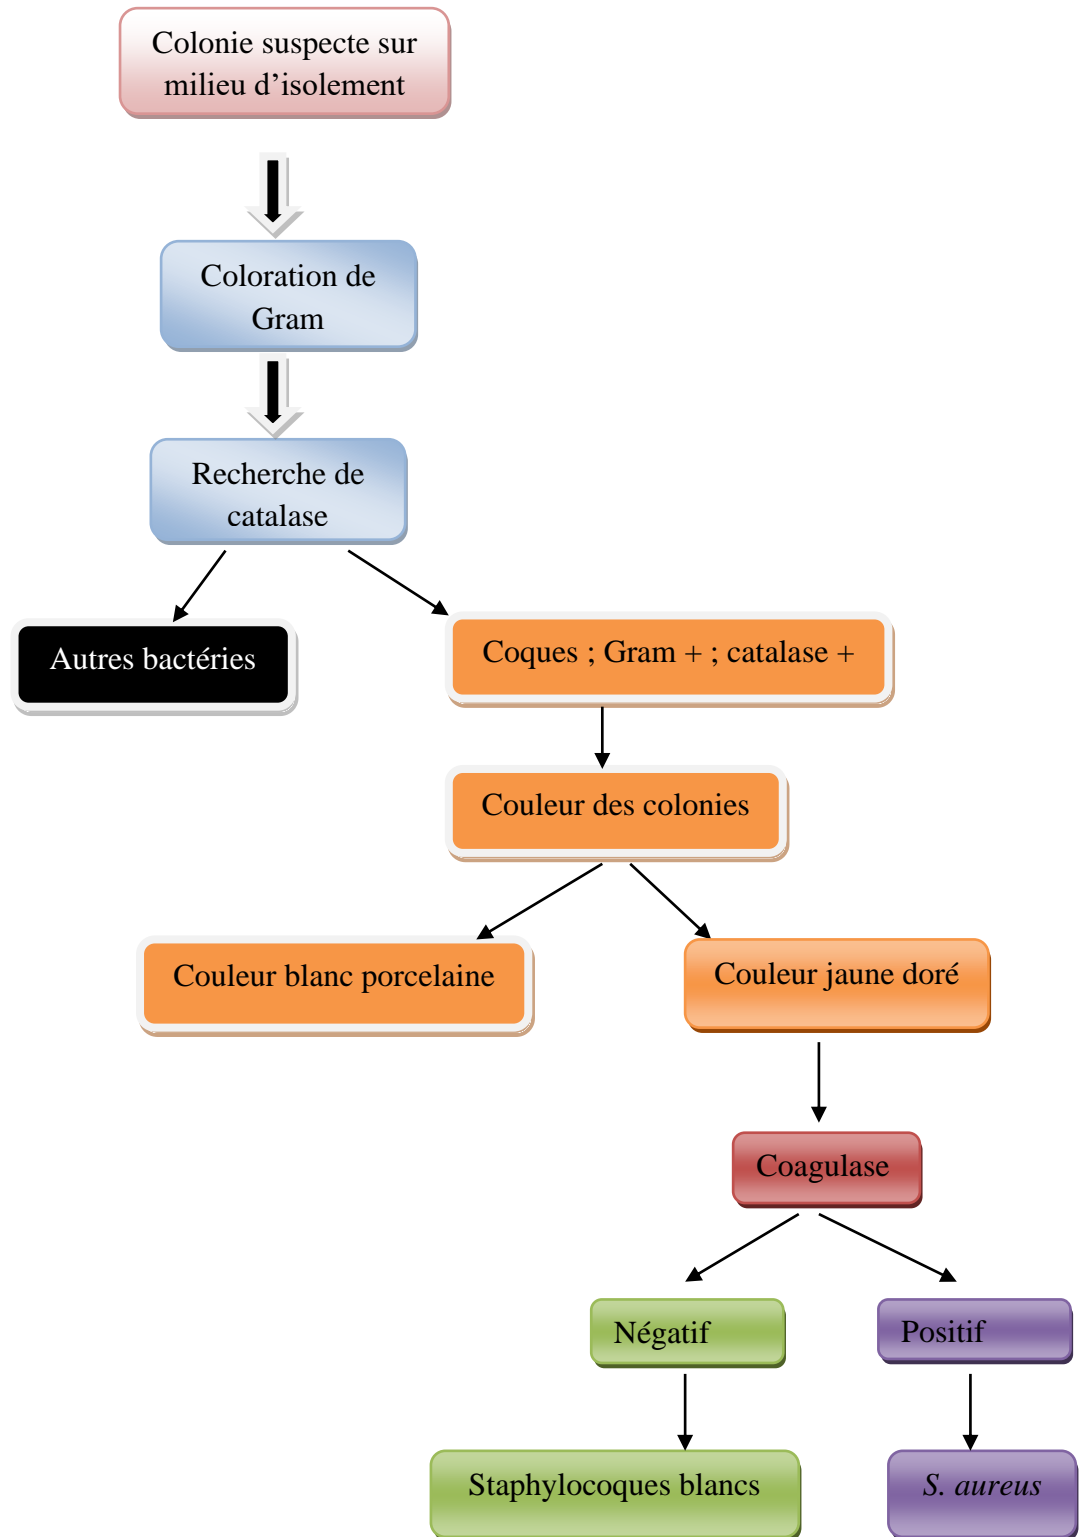 Colonie suspecte sur
milieu d’isolement
Coloration de
Gram
Recherche de
catalase
Autres bactéries
Coques ; Gram + ; catalase +
Couleur des colonies
Couleur blanc porcelaine
Couleur jaune doré
Coagulase
Négatif
Positif
Staphylocoques blancs
S. aureus